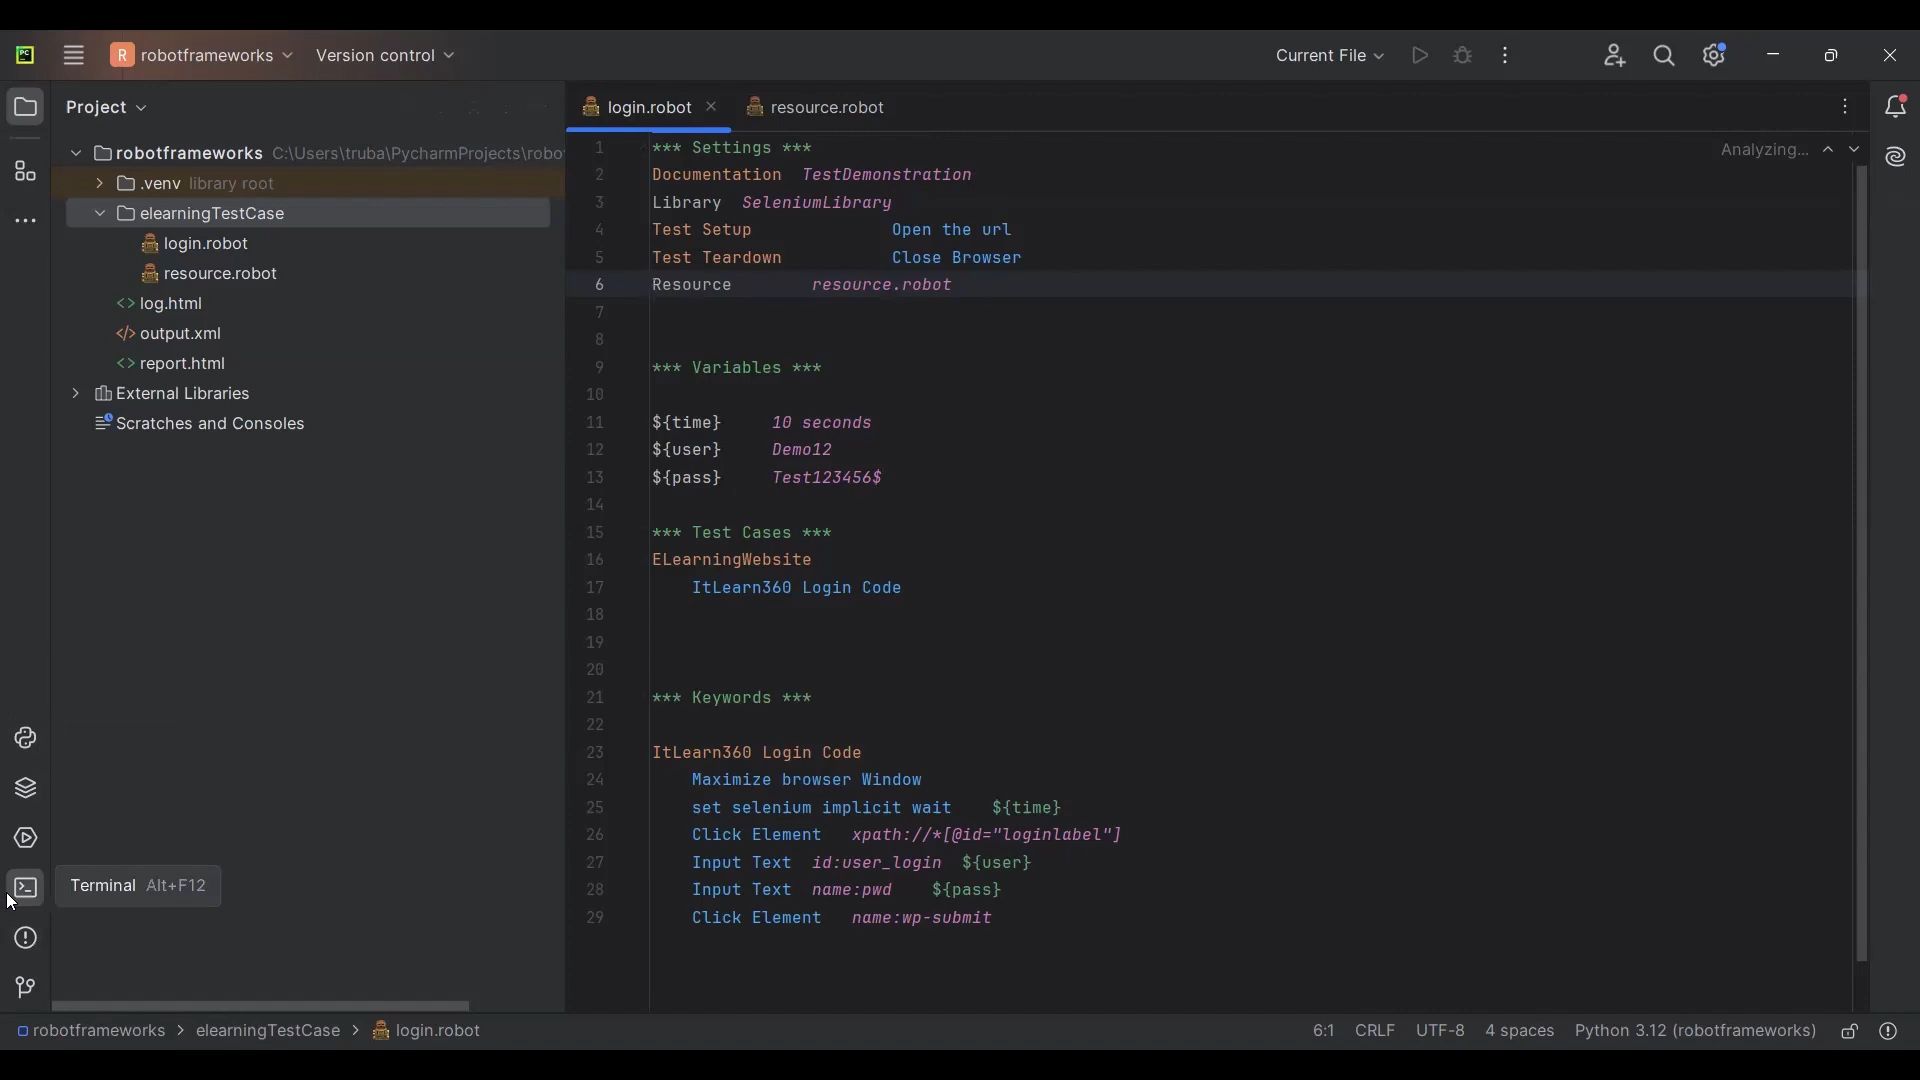 PC
R robotframeworks
Version control
Current File
Project
login.robot
resource.robot
robotframeworks C:\Users\truba\PycharmProjects\robo
.venv library root
elearningTestCase
login.robot
resource.robot
log.html
output.xml
report.html
External Libraries
Scratches and Consoles
Analyzing...
1 *** Settings ***
2 Documentation TestDemonstration
3 Library SeleniumLibrary
4 Test Setup Open the url
5 Test Teardown Close Browser
6 Resource resource.robot
7
8
9 *** Variables ***
10
11 ${time} 10 seconds
12 ${user} Demo12
13 ${pass} Test123456$
14
15 *** Test Cases ***
16 ELearningWebsite
17 ItLearn360 Login Code
18
19
20
21 *** Keywords ***
22
23 ItLearn360 Login Code
24 Maximize browser Window
25 set selenium implicit wait ${time}
26 Click Element xpath://*[@id="loginlabel"]
27 Input Text id:user_login ${user}
28 Input Text name:pwd ${pass}
29 Click Element name:wp-submit
Terminal Alt+F12
robotframeworks > elearningTestCase > login.robot
6:1 CRLF UTF-8 4 spaces Python 3.12 (robotframeworks)